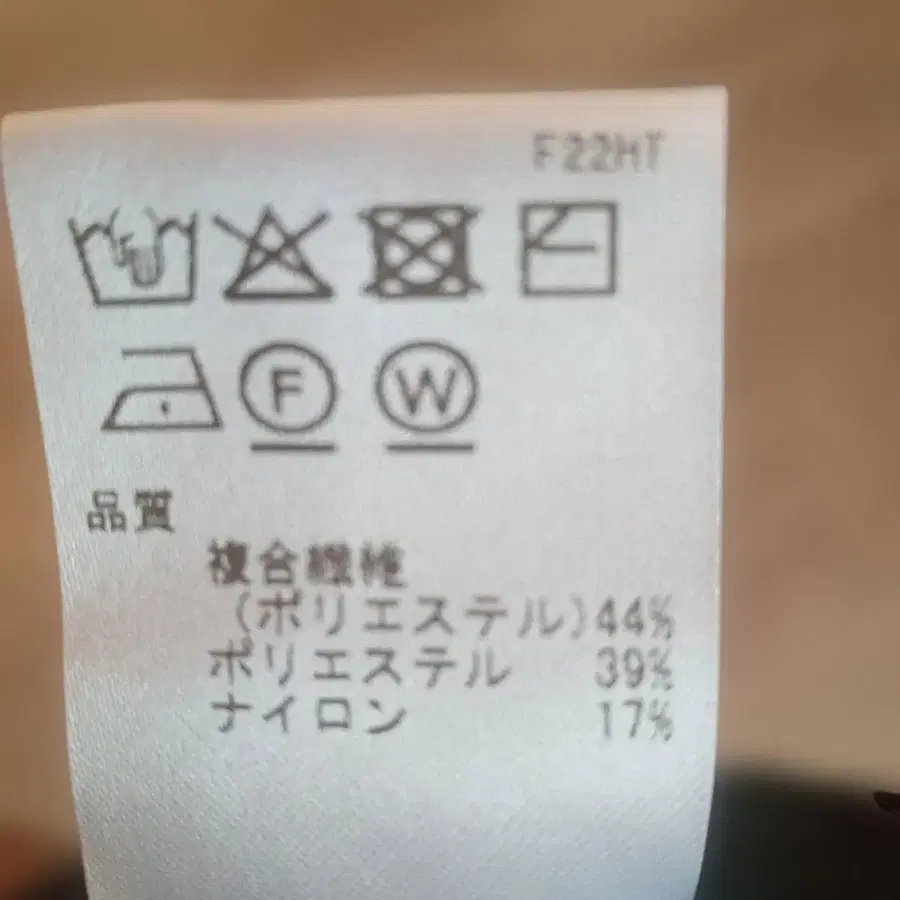 F22HT
F W
品質
複合繊維
(ポリエステル)44%
ポリエステル 39%
ナイロン 17%